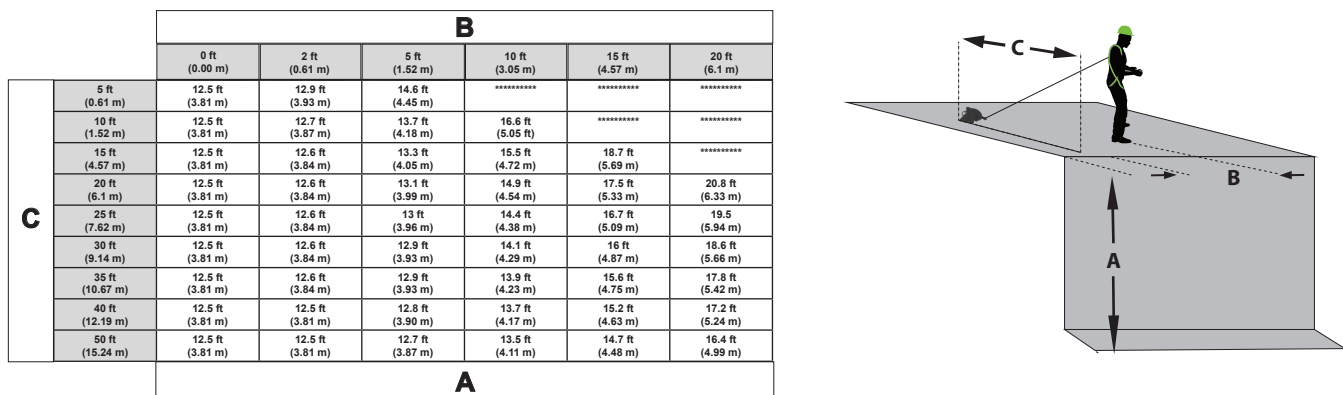 B
0 ft 2 ft 5 ft 10 ft 15 ft 20 ft
(0.00 m) (0.61 m) (1.52 m) (3.05 m) (4.57 m) (6.1 m)
C
5 ft 12.5 ft 12.9 ft 14.6 ft ********** ********** **********
(0.61 m) (3.81 m) (3.93 m) (4.45 m)
10 ft 12.5 ft 12.7 ft 13.7 ft 16.6 ft ********** **********
(1.52 m) (3.81 m) (3.87 m) (4.18 m) (5.05 ft)
15 ft 12.5 ft 12.6 ft 13.3 ft 15.5 ft 18.7 ft **********
(4.57 m) (3.81 m) (3.84 m) (4.05 m) (4.72 m) (5.69 m)
20 ft 12.5 ft 12.6 ft 13.1 ft 14.9 ft 17.5 ft 20.8 ft
(6.1 m) (3.81 m) (3.84 m) (3.99 m) (4.54 m) (5.33 m) (6.33 m)
25 ft 12.5 ft 12.6 ft 13 ft 14.4 ft 16.7 ft 19.5
(7.62 m) (3.81 m) (3.84 m) (3.96 m) (4.38 m) (5.09 m) (5.94 m)
30 ft 12.5 ft 12.6 ft 12.9 ft 14.1 ft 16 ft 18.6 ft
(9.14 m) (3.81 m) (3.84 m) (3.93 m) (4.29 m) (4.87 m) (5.66 m)
35 ft 12.5 ft 12.6 ft 12.9 ft 13.9 ft 15.6 ft 17.8 ft
(10.67 m) (3.81 m) (3.84 m) (3.93 m) (4.23 m) (4.75 m) (5.42 m)
40 ft 12.5 ft 12.5 ft 12.8 ft 13.7 ft 15.2 ft 17.2 ft
(12.19 m) (3.81 m) (3.81 m) (3.90 m) (4.17 m) (4.63 m) (5.24 m)
50 ft 12.5 ft 12.5 ft 12.7 ft 13.5 ft 14.7 ft 16.4 ft
(15.24 m) (3.81 m) (3.81 m) (3.87 m) (4.11 m) (4.48 m) (4.99 m)
A
C
B
A